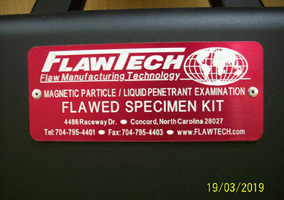 FLAWTECH
Flaw Manufacturing Technology
MAGNETIC PARTICLE / LIQUID PENETRANT EXAMINATION
FLAWED SPECIMEN KIT
4486 Raceway Dr. • Concord, North Carolina 28027
Tel: 704-795-4401 • Fax: 704-795-4403 • www.FLAWTECH.com
19/03/2019